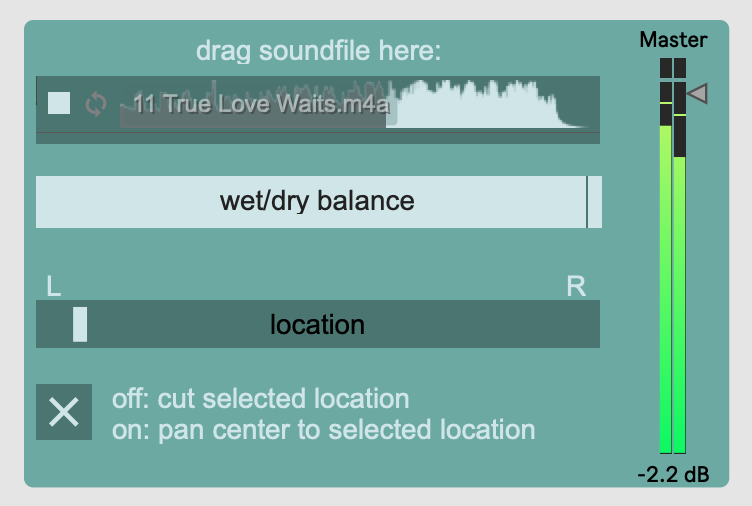 drag soundfile here:
Master
11 True Love Waits.m4a
wet/dry balance
L R
location
off: cut selected location
on: pan center to selected location
-2.2 dB